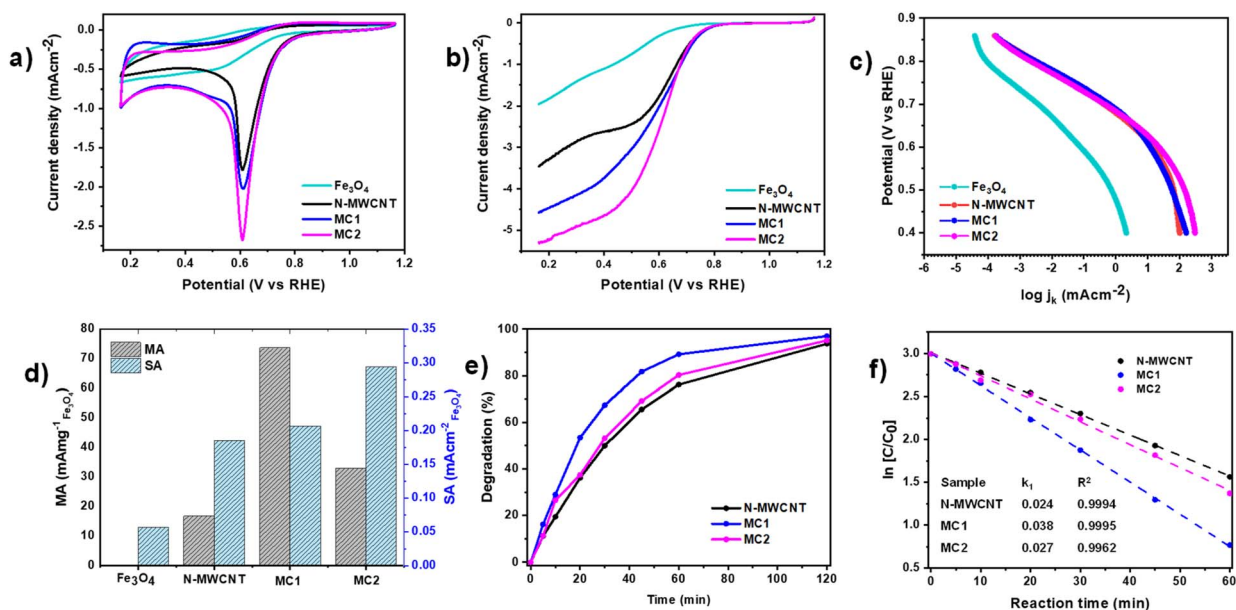 a)
Current density (mAcm⁻²)
0.0
-0.5
-1.0
-1.5
-2.0
-2.5
Fe₃O₄
N-MWCNT
MC1
MC2
0.2 0.4 0.6 0.8 1.0 1.2
Potential (V vs RHE)
b)
Current density (mAcm⁻²)
0
-1
-2
-3
-4
-5
Fe₃O₄
N-MWCNT
MC1
MC2
0.2 0.4 0.6 0.8 1.0 1.2
Potential (V vs RHE)
c)
Potential (V vs RHE)
0.9
0.8
0.7
0.6
0.5
0.4
Fe₃O₄
N-MWCNT
MC1
MC2
-6 -5 -4 -3 -2 -1 0 1 2 3
log jₖ (mAcm⁻²)
d)
MA (mAmg⁻¹ Fe₃O₄)
80
70
60
50
40
30
20
10
0
MA
SA
0.35
0.30
0.25
0.20
0.15
0.10
0.05
0.00
SA (mAcm⁻² Fe₃O₄)
Fe₃O₄ N-MWCNT MC1 MC2
e)
Degradation (%)
100
80
60
40
20
0
N-MWCNT
MC1
MC2
0 20 40 60 80 100 120
Time (min)
f)
ln [C/C₀]
3.0
2.5
2.0
1.5
1.0
0.5
N-MWCNT
MC1
MC2
Sample k₁ R²
N-MWCNT 0.024 0.9994
MC1 0.038 0.9995
MC2 0.027 0.9962
0 10 20 30 40 50 60
Reaction time (min)